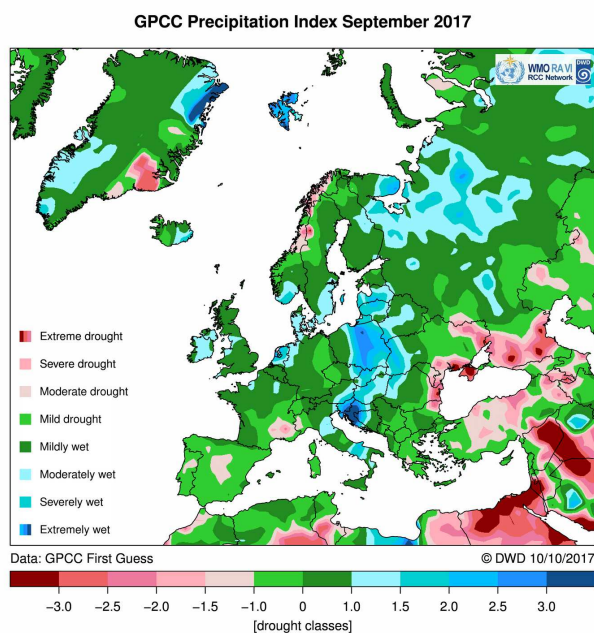 GPCC Precipitation Index September 2017
WMO RA VI
RCC Network
DWD
Extreme drought
Severe drought
Moderate drought
Mild drought
Mildly wet
Moderately wet
Severely wet
Extremely wet
Data: GPCC First Guess
© DWD 10/10/2017
−3.0 −2.5 −2.0 −1.5 −1.0 0 1.0 1.5 2.0 2.5 3.0
[drought classes]